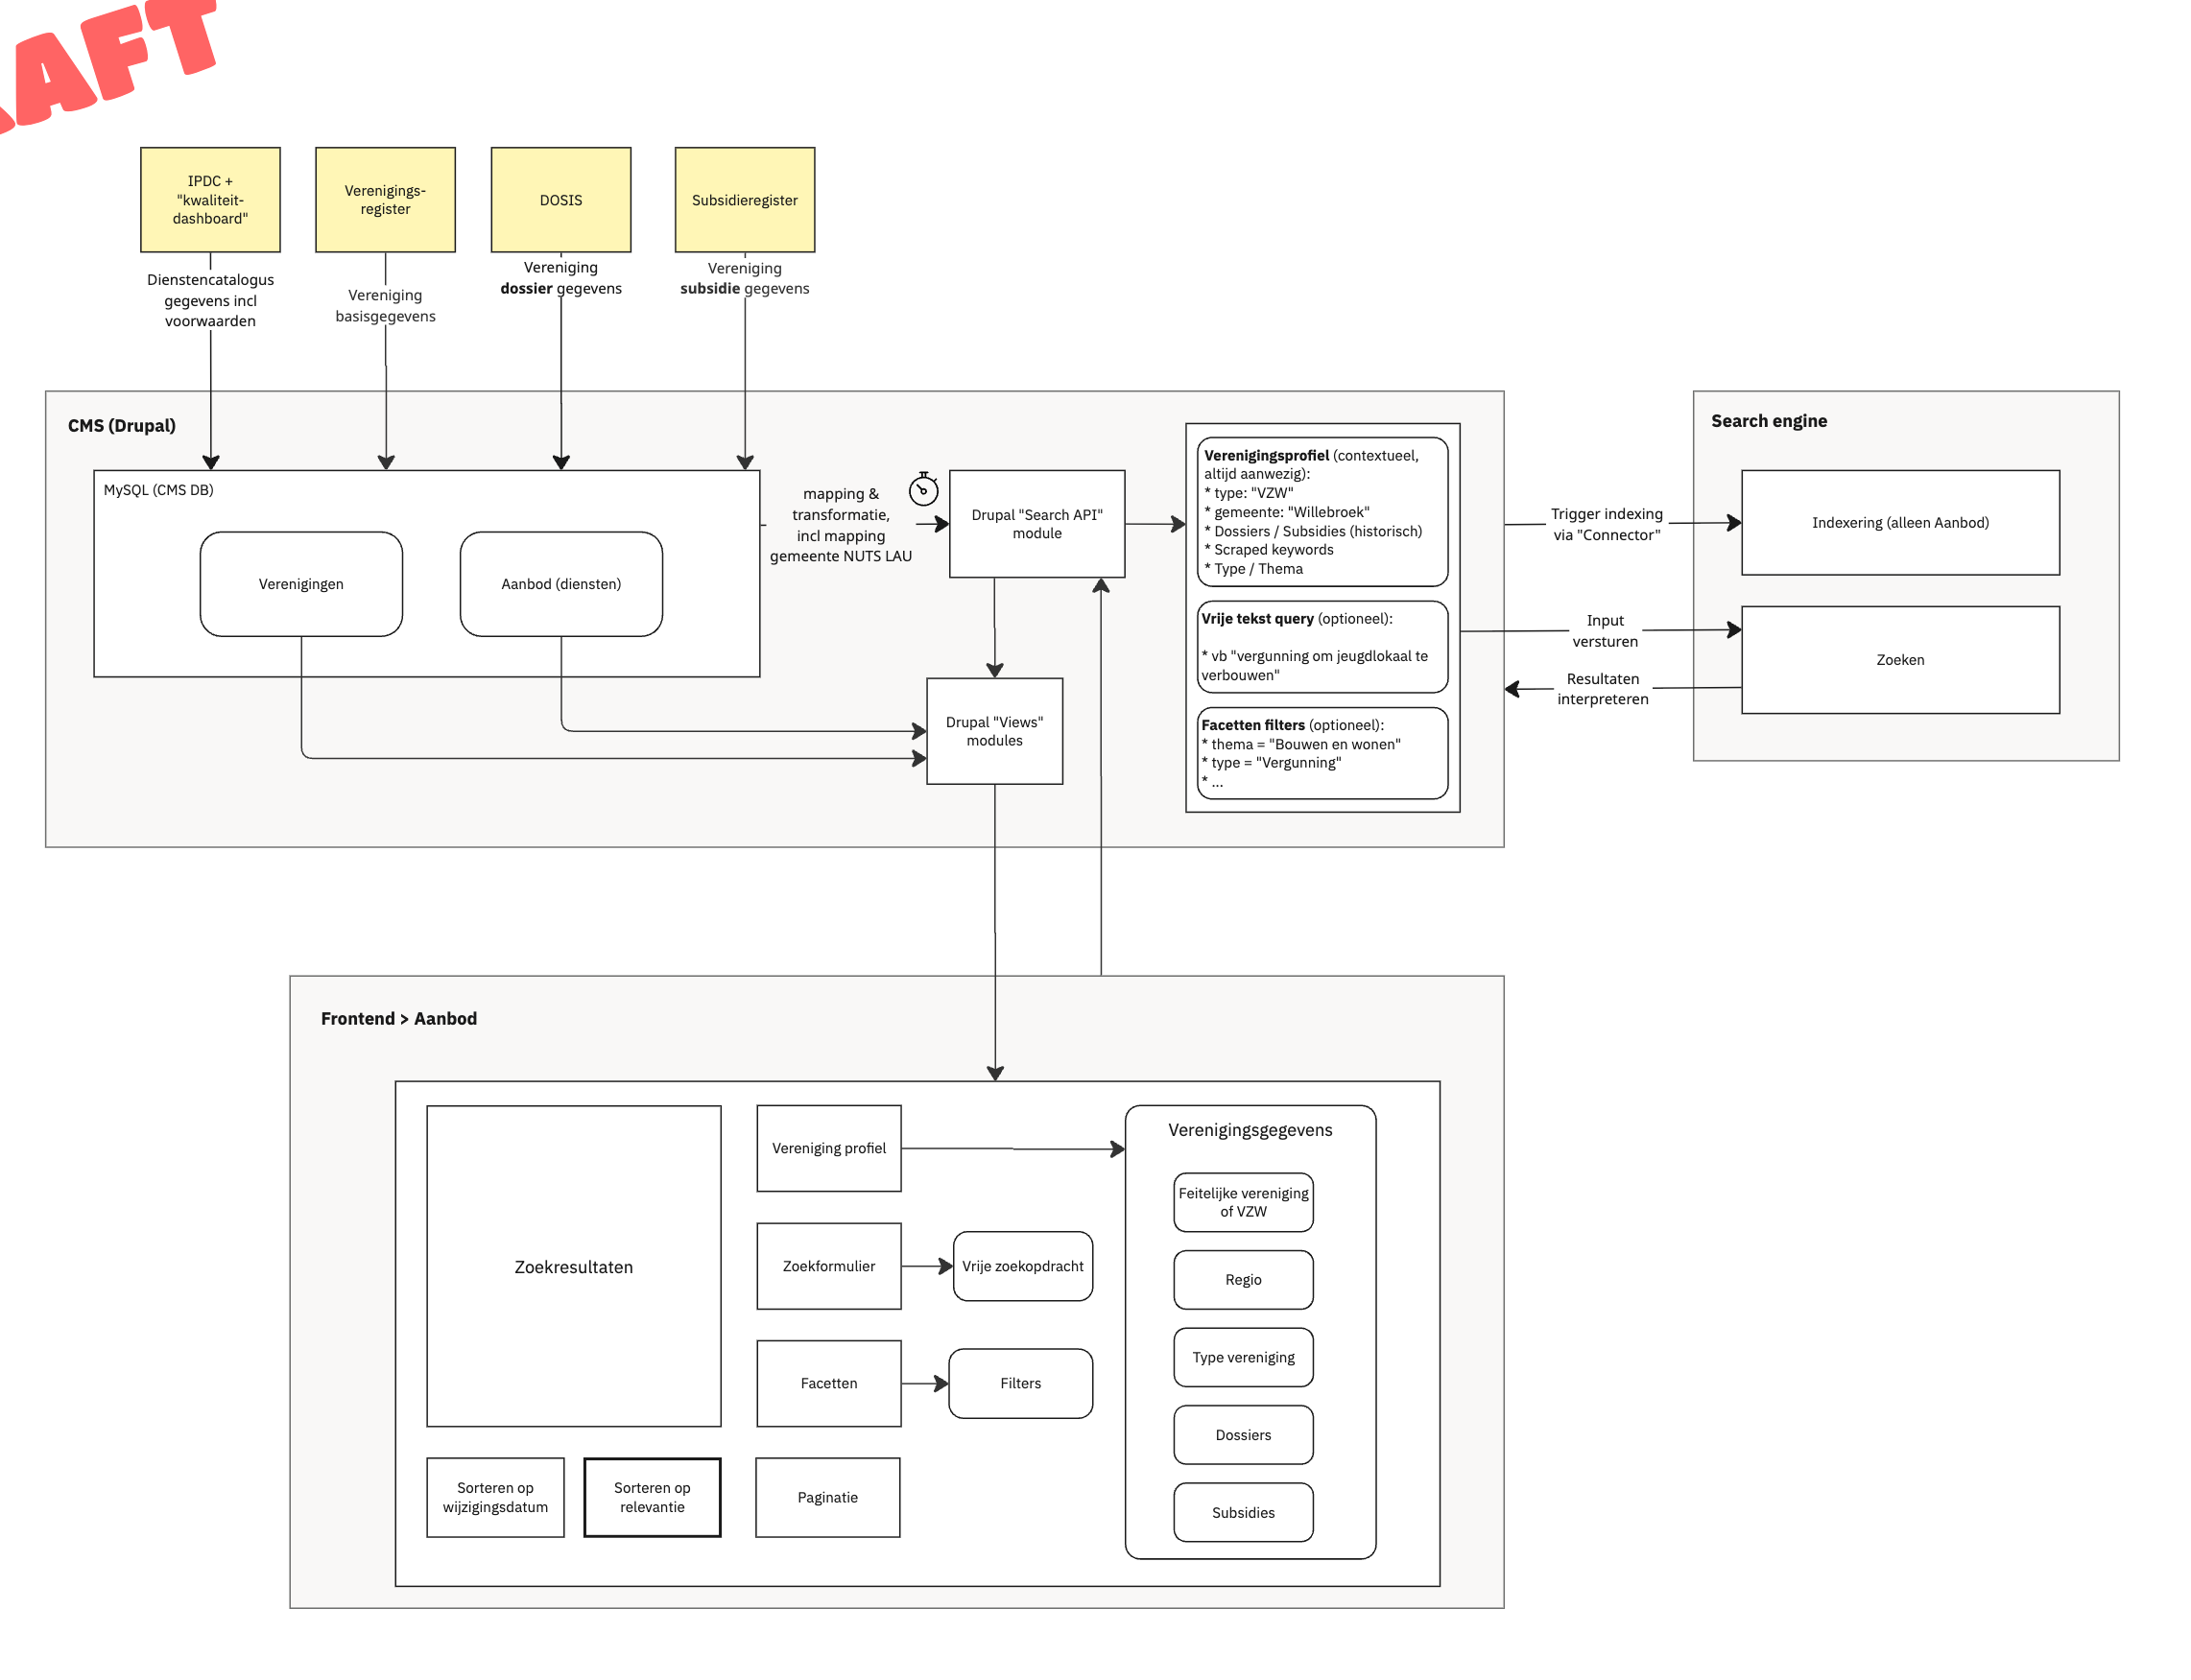 AFT
IPDC +
"kwaliteit-
dashboard"
Verenigings-
register
DOSIS
Subsidieregister
Dienstencatalogus
gegevens incl
voorwaarden
Vereniging
basisgegevens
Vereniging
dossier gegevens
Vereniging
subsidie gegevens
CMS (Drupal)
MySQL (CMS DB)
Verenigingen
Aanbod (diensten)
mapping &
transformatie,
incl mapping
gemeente NUTS LAU
Drupal "Search API"
module
Drupal "Views"
modules
Verenigingsprofiel (contextueel,
altijd aanwezig):
* type: "VZW"
* gemeente: "Willebroek"
* Dossiers / Subsidies (historisch)
* Scraped keywords
* Type / Thema
Vrije tekst query (optioneel):
* vb "vergunning om jeugdlokaal te
verbouwen"
Facetten filters (optioneel):
* thema = "Bouwen en wonen"
* type = "Vergunning"
* ...
Trigger indexing
via "Connector"
Input
versturen
Resultaten
interpreteren
Search engine
Indexering (alleen Aanbod)
Zoeken
Frontend > Aanbod
Zoekresultaten
Sorteren op
wijzigingsdatum
Sorteren op
relevantie
Vereniging profiel
Zoekformulier
Vrije zoekopdracht
Facetten
Filters
Paginatie
Verenigingsgegevens
Feitelijke vereniging
of VZW
Regio
Type vereniging
Dossiers
Subsidies